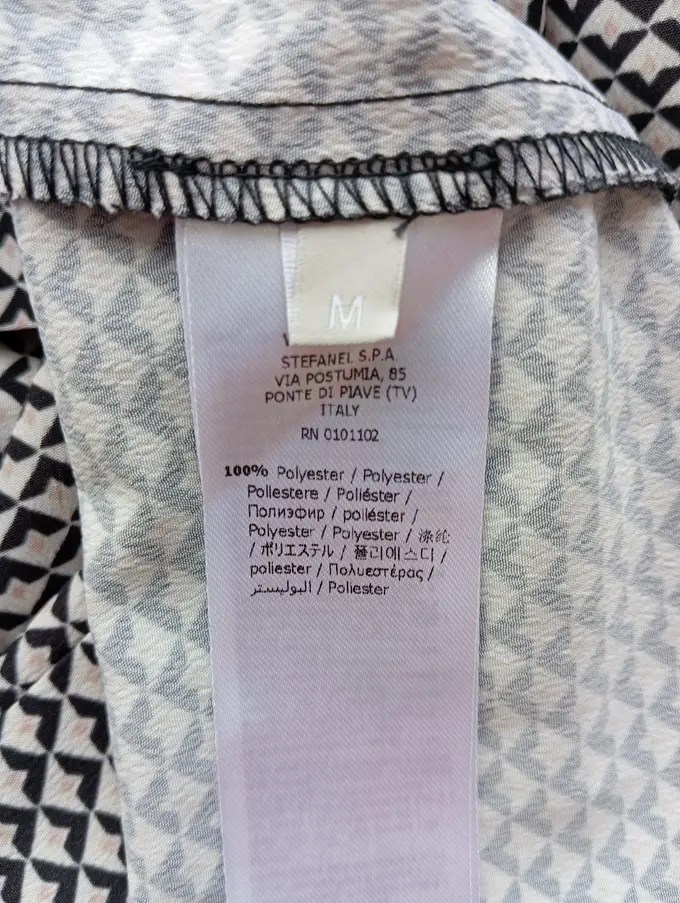 M
STEFANEL S.P.A.
VIA POSTUMIA, 85
PONTE DI PIAVE (TV)
ITALY
RN 0101102
100% Polyester / Polyester /
Poliestere / Poliéster /
Полиэфир / poliéster /
Polyester / Polyester / 涤纶
/ ポリエステル / 폴리에스디 /
poliester / Πολυεστέρας /
البوليستر / Poliester